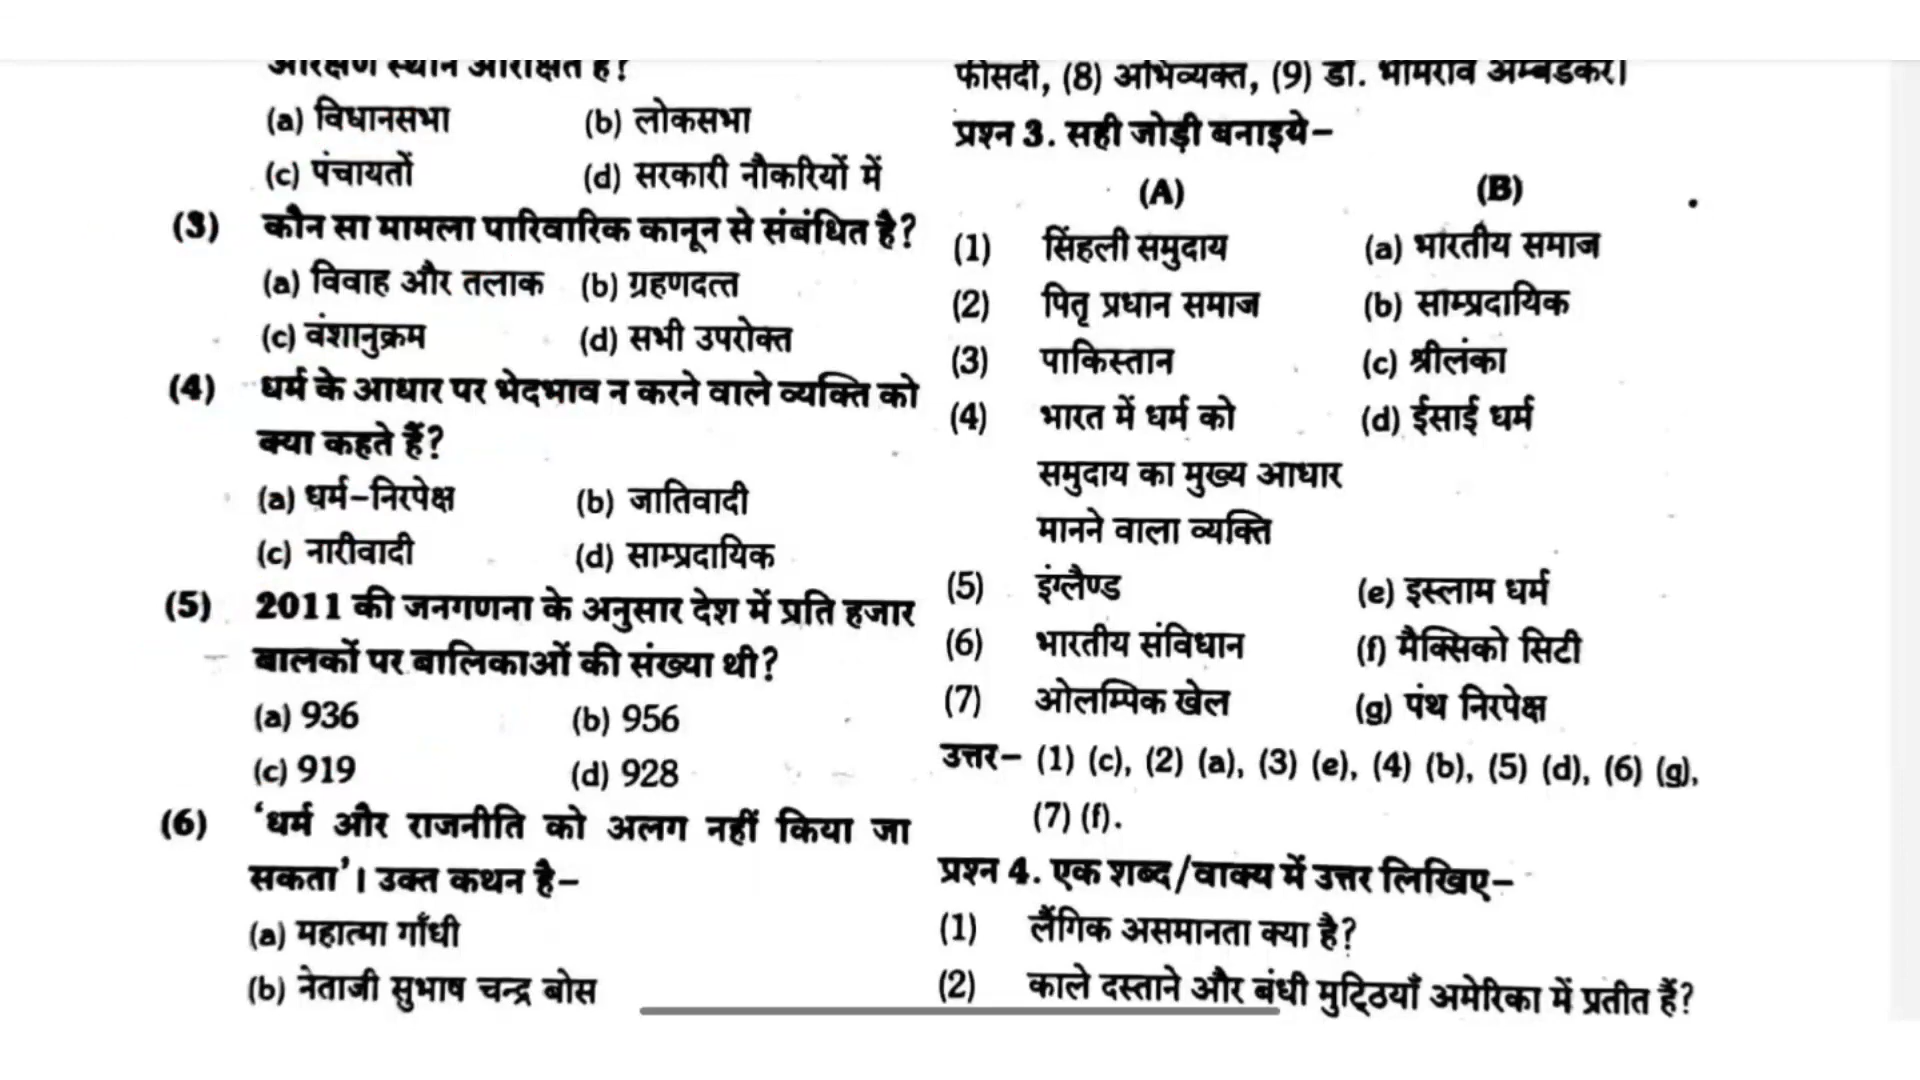 आरक्षण स्थान आरक्षित है?
(a) विधानसभा (b) लोकसभा
(c) पंचायतों (d) सरकारी नौकरियों में
(3) कौन सा मामला पारिवारिक कानून से संबंधित है?
(a) विवाह और तलाक (b) ग्रहणदत्त
(c) वंशानुक्रम (d) सभी उपरोक्त
(4) धर्म के आधार पर भेदभाव न करने वाले व्यक्ति को
क्या कहते हैं?
(a) धर्म-निरपेक्ष (b) जातिवादी
(c) नारीवादी (d) साम्प्रदायिक
(5) 2011 की जनगणना के अनुसार देश में प्रति हजार
बालकों पर बालिकाओं की संख्या थी?
(a) 936 (b) 956
(c) 919 (d) 928
(6) 'धर्म और राजनीति को अलग नहीं किया जा
सकता'। उक्त कथन है–
(a) महात्मा गाँधी
(b) नेताजी सुभाष चन्द्र बोस
फीसदी, (8) अभिव्यक्त, (9) डॉ. भीमराव अम्बेडकर।
प्रश्न 3. सही जोड़ी बनाइये–
(A) (B)
(1) सिंहली समुदाय (a) भारतीय समाज
(2) पितृ प्रधान समाज (b) साम्प्रदायिक
(3) पाकिस्तान (c) श्रीलंका
(4) भारत में धर्म को (d) ईसाई धर्म
समुदाय का मुख्य आधार
मानने वाला व्यक्ति
(5) इंग्लैण्ड (e) इस्लाम धर्म
(6) भारतीय संविधान (f) मैक्सिको सिटी
(7) ओलम्पिक खेल (g) पंथ निरपेक्ष
उत्तर– (1) (c), (2) (a), (3) (e), (4) (b), (5) (d), (6) (g),
(7) (f).
प्रश्न 4. एक शब्द/वाक्य में उत्तर लिखिए–
(1) लैंगिक असमानता क्या है?
(2) काले दस्ताने और बंधी मुट्ठियाँ अमेरिका में प्रतीत हैं?